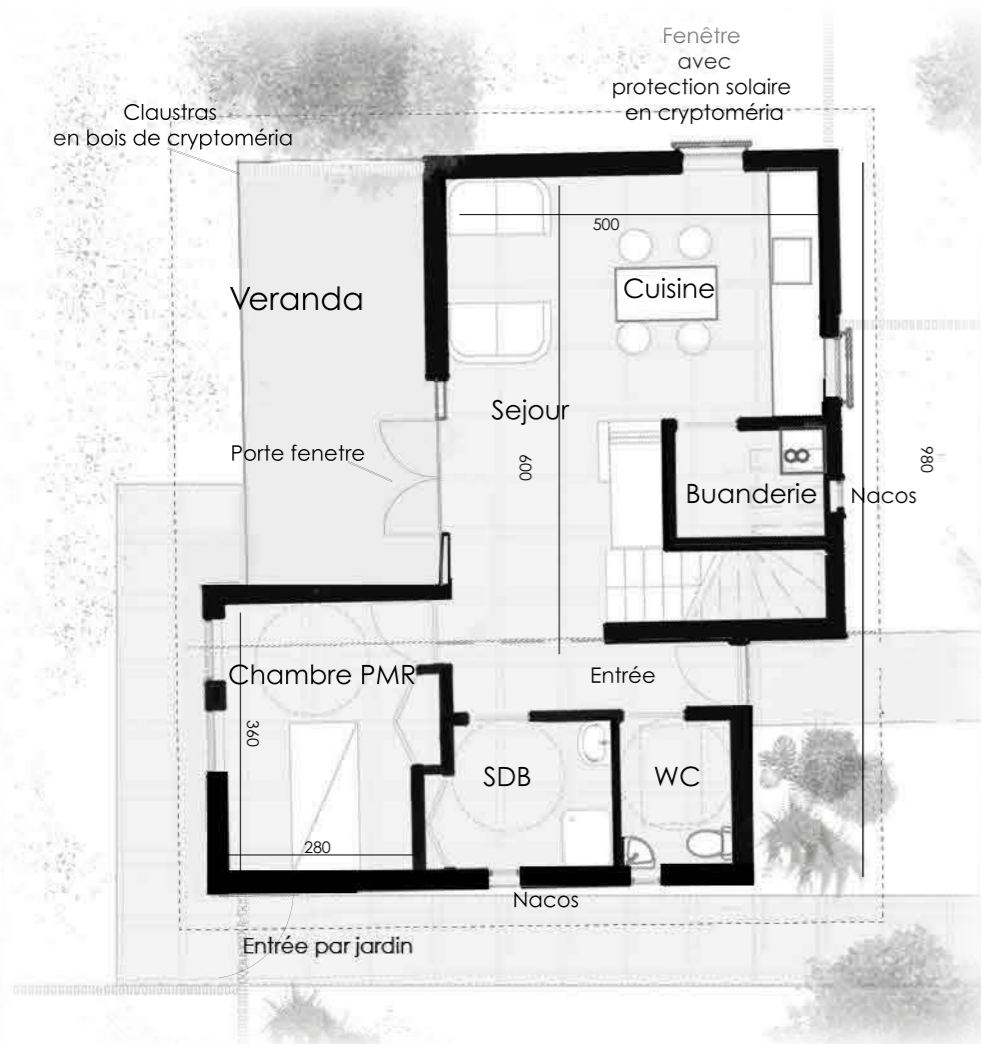 Fenêtre
avec
protection solaire
en cryptoméria
Claustras
en bois de cryptoméria
500
Veranda
Cuisine
Sejour
Porte fenetre
600
980
Buanderie
Nacos
Chambre PMR
Entrée
360
SDB
WC
280
Nacos
Entrée par jardin